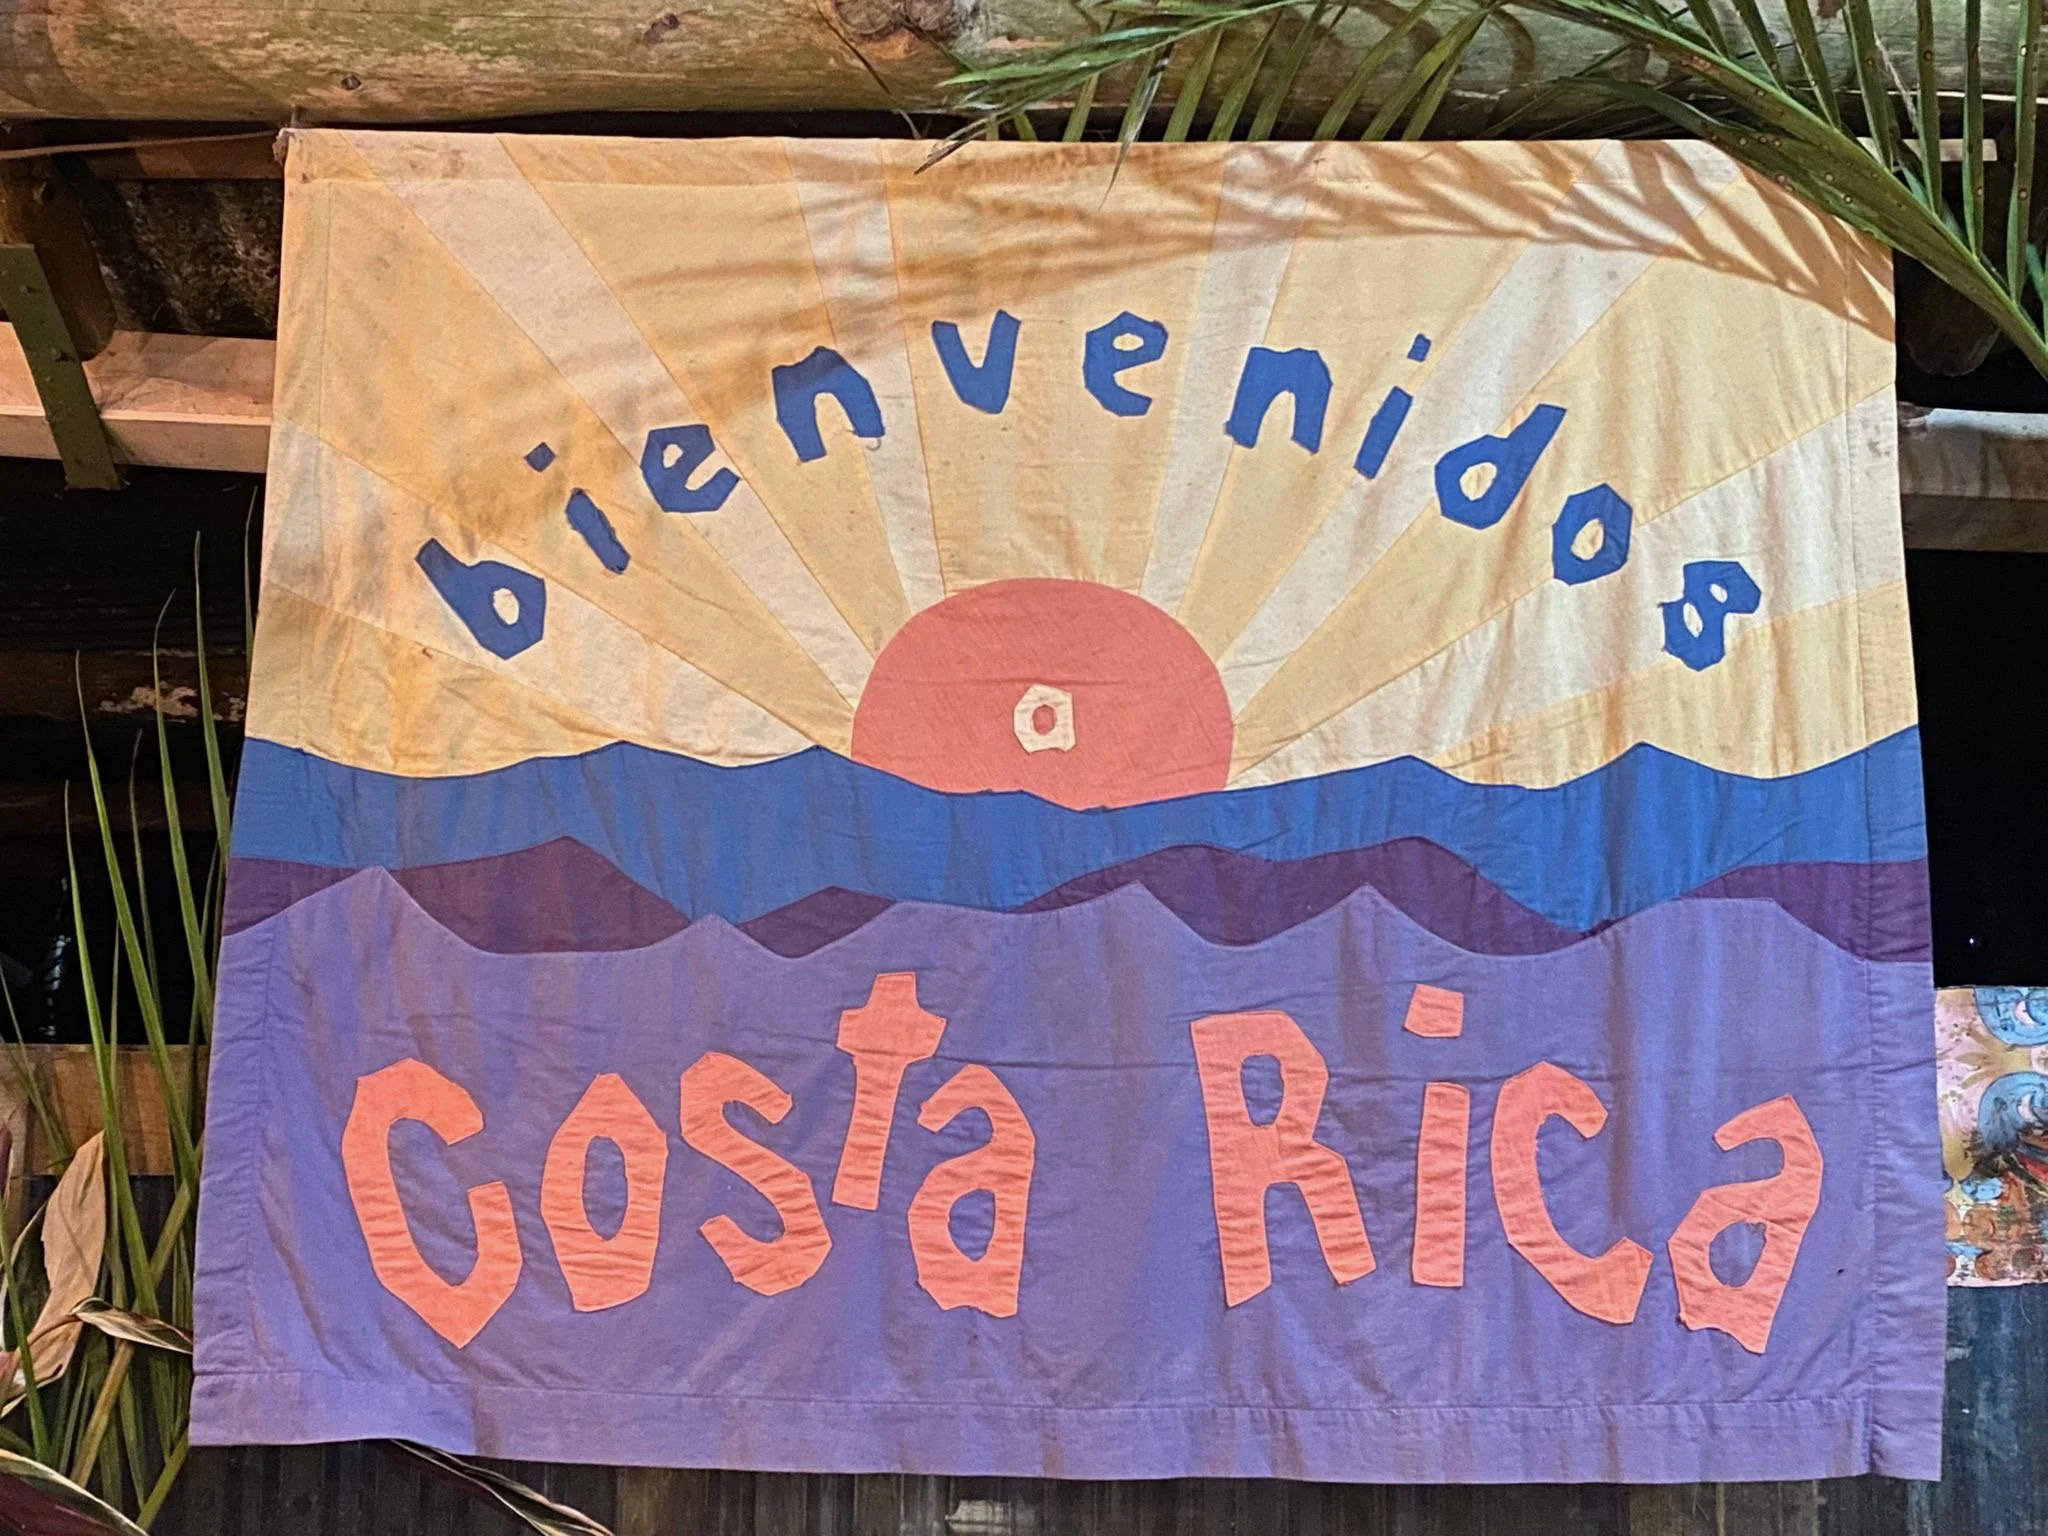 bienvenidos
a
Costa Rica